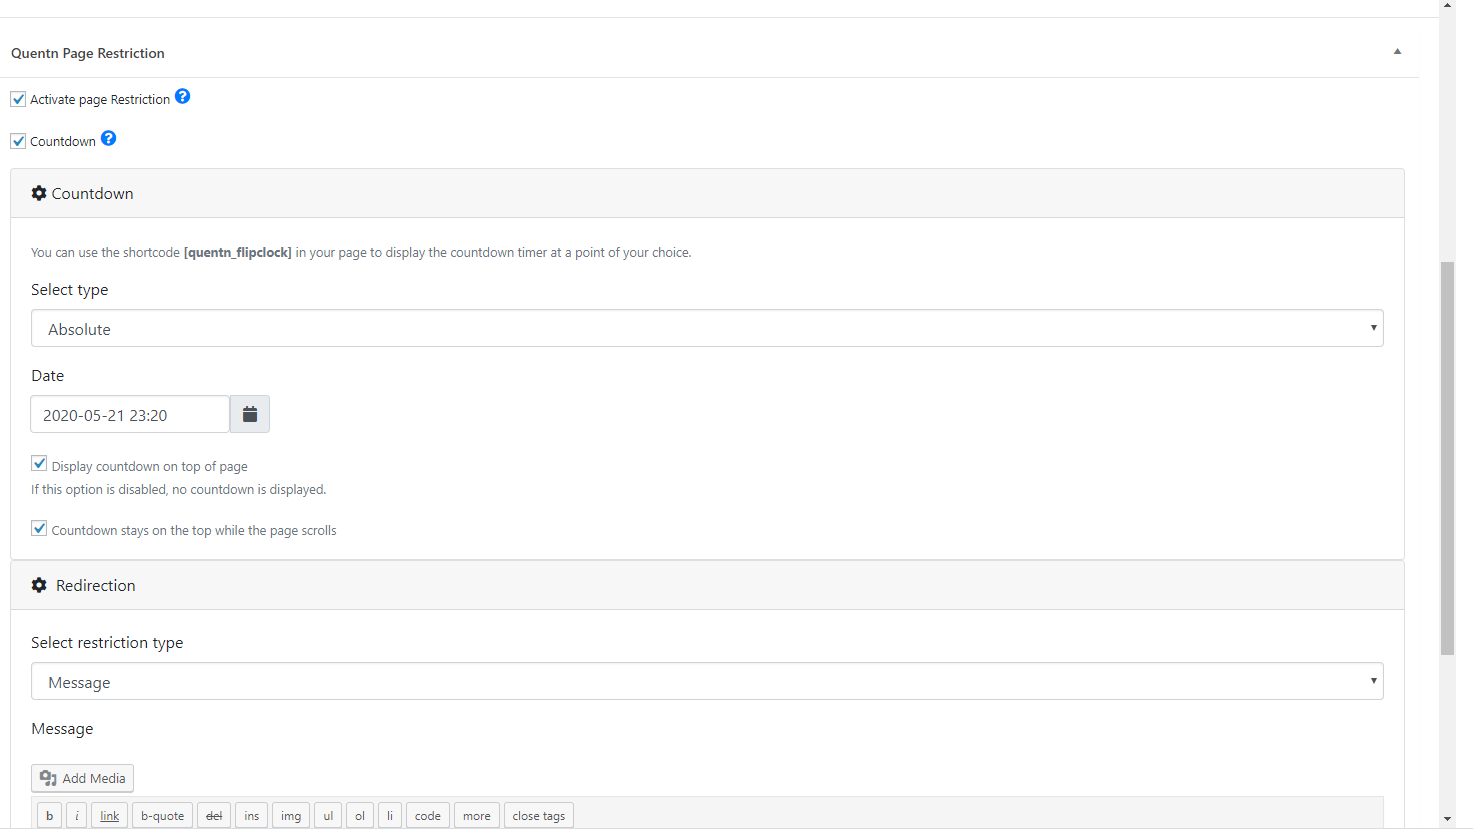 Quentn Page Restriction
Activate page Restriction
Countdown
Countdown
You can use the shortcode [quentn_flipclock] in your page to display the countdown timer at a point of your choice.
Select type
Absolute
Date
2020-05-21 23:20
Display countdown on top of page
If this option is disabled, no countdown is displayed.
Countdown stays on the top while the page scrolls
Redirection
Select restriction type
Message
Message
Add Media
b i link b-quote del ins img ul ol li code more close tags